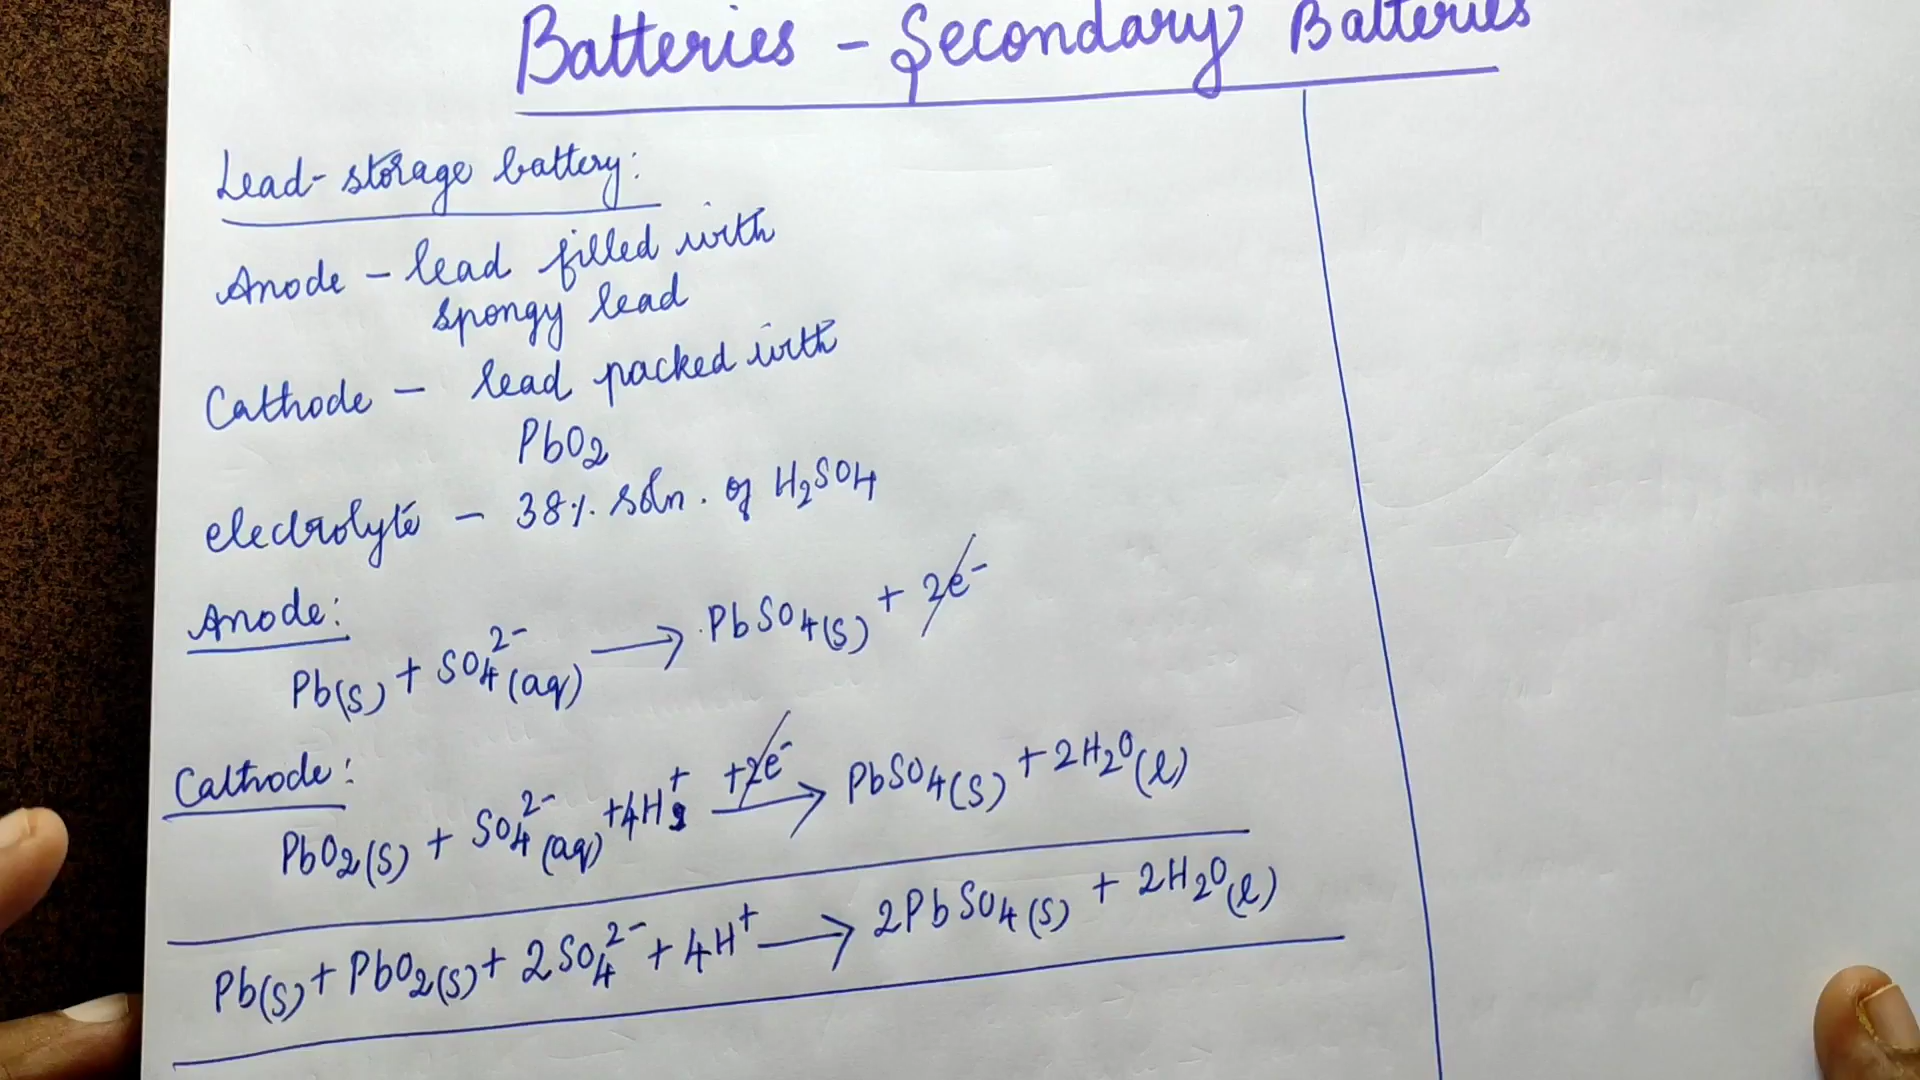 Batteries - Secondary Batteries
Lead-storage battery:
Anode - lead filled with
spongy lead
Cathode - lead packed with
PbO2
electrolyte - 38%. soln. of H2SO4
Anode:
Pb(s) + SO4^2-(aq) → PbSO4(s) + 2e^-
Cathode:
PbO2(s) + SO4^2-(aq) + 4H^+ +2e^- → PbSO4(s) + 2H2O(l)
Pb(s) + PbO2(s) + 2SO4^2- + 4H^+ → 2PbSO4(s) + 2H2O(l)